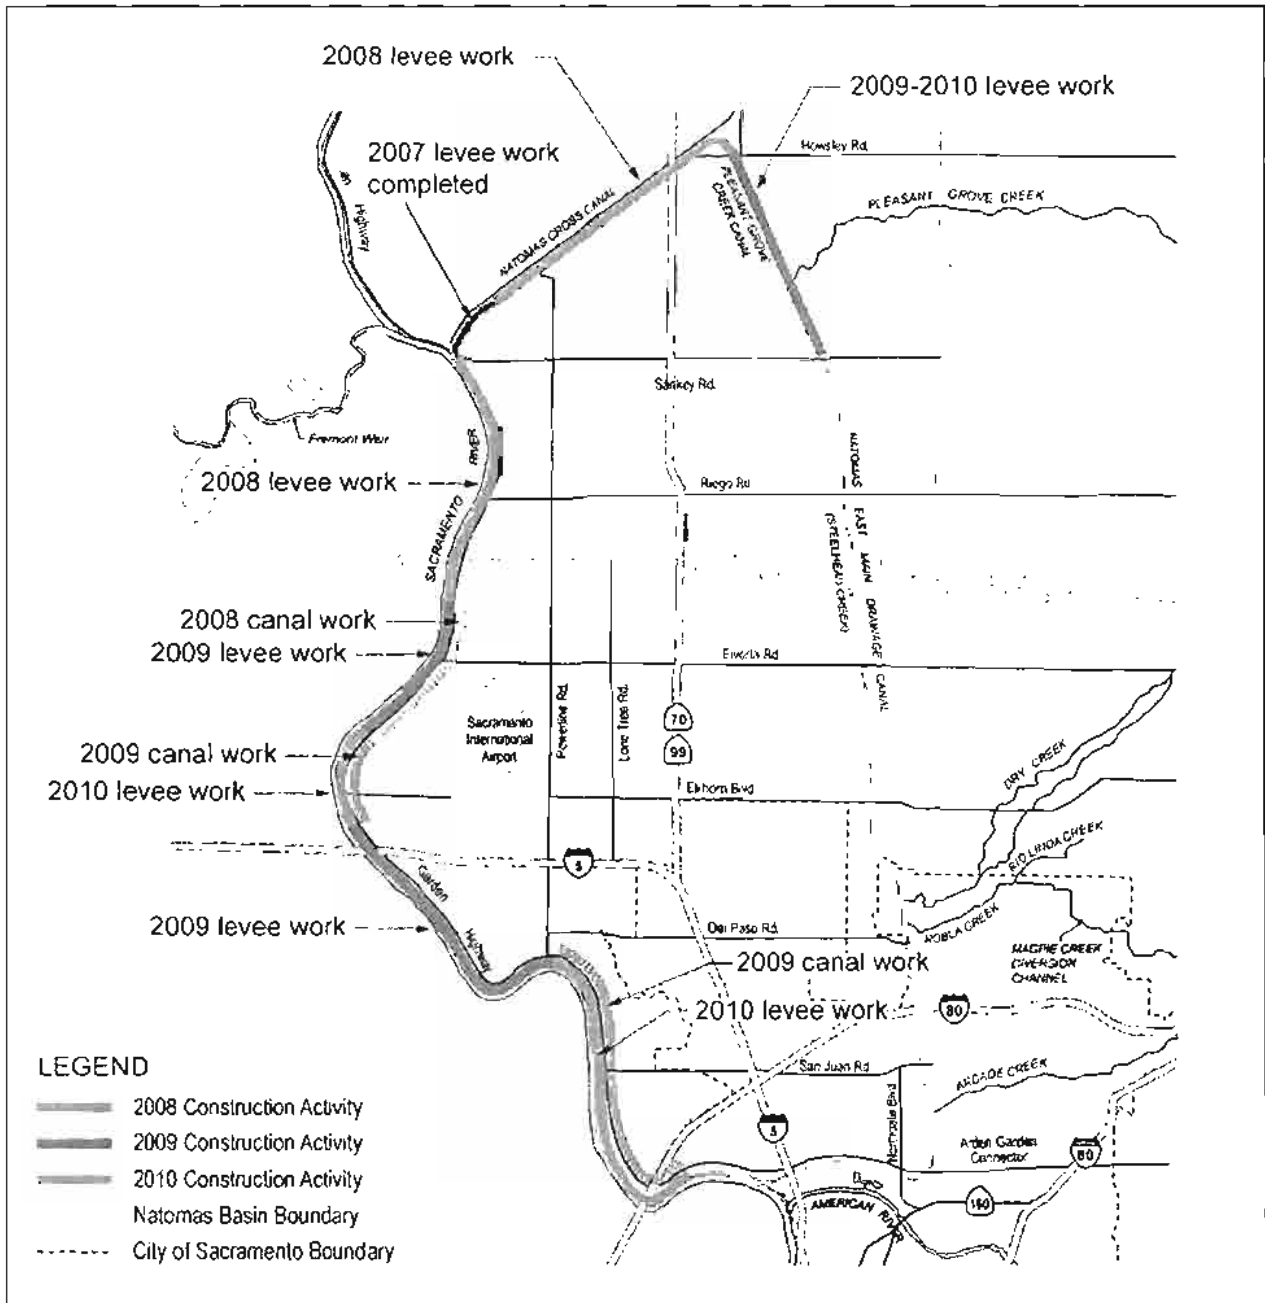 2008 levee work
2009-2010 levee work
Howsley Rd.
2007 levee work
completed
PLEASANT GROVE CREEK
PLEASANT GROVE
CREEK CANAL
NATOMAS CROSS CANAL
Highway
Sankey Rd.
Fremont Weir
RIVER
SACRAMENTO
2008 levee work
Riego Rd
NATOMAS EAST MAIN DRAINAGE CANAL
(STEELHEAD CREEK)
2008 canal work
2009 levee work
Elverta Rd
Powerline Rd.
Lone Tree Rd.
70
99
Sacramento
International
Airport
2009 canal work
2010 levee work
Elkhorn Blvd
DRY CREEK
RIO LINDA CREEK
5
Garden
Highway
2009 levee work
Del Paso Rd.
ROBLA CREEK
MAGPIE CREEK
DIVERSION
CHANNEL
2009 canal work
2010 levee work
80
San Juan Rd
ARCADE CREEK
Northgate Blvd
5
Arden Garden
Connector
80
160
AMERICAN RIVER
LEGEND
2008 Construction Activity
2009 Construction Activity
2010 Construction Activity
Natomas Basin Boundary
City of Sacramento Boundary